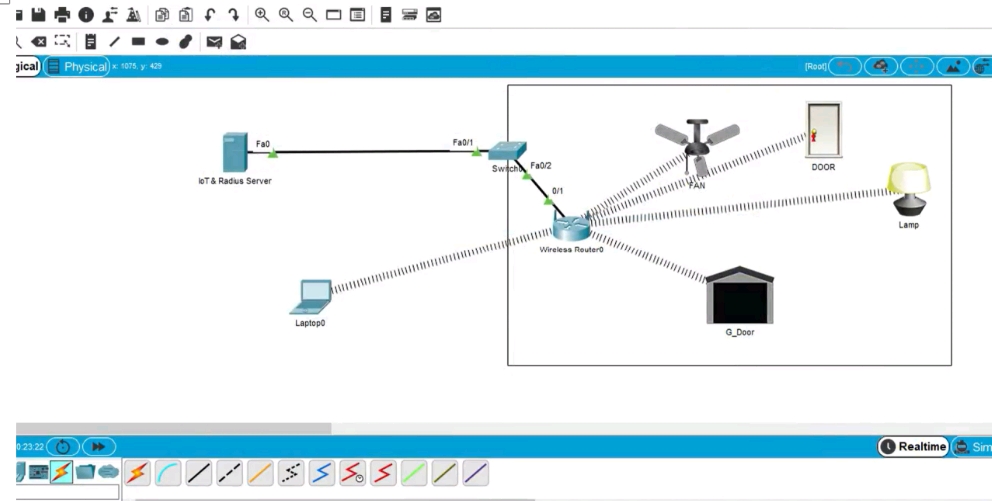 gical Physical x: 1075, y: 429 [Root]
Fa0
Fa0/1
IoT & Radius Server
Switch0
Fa0/2
0/1
FAN
DOOR
Lamp
Wireless Router0
Laptop0
G_Door
0:23:22 Realtime Sim